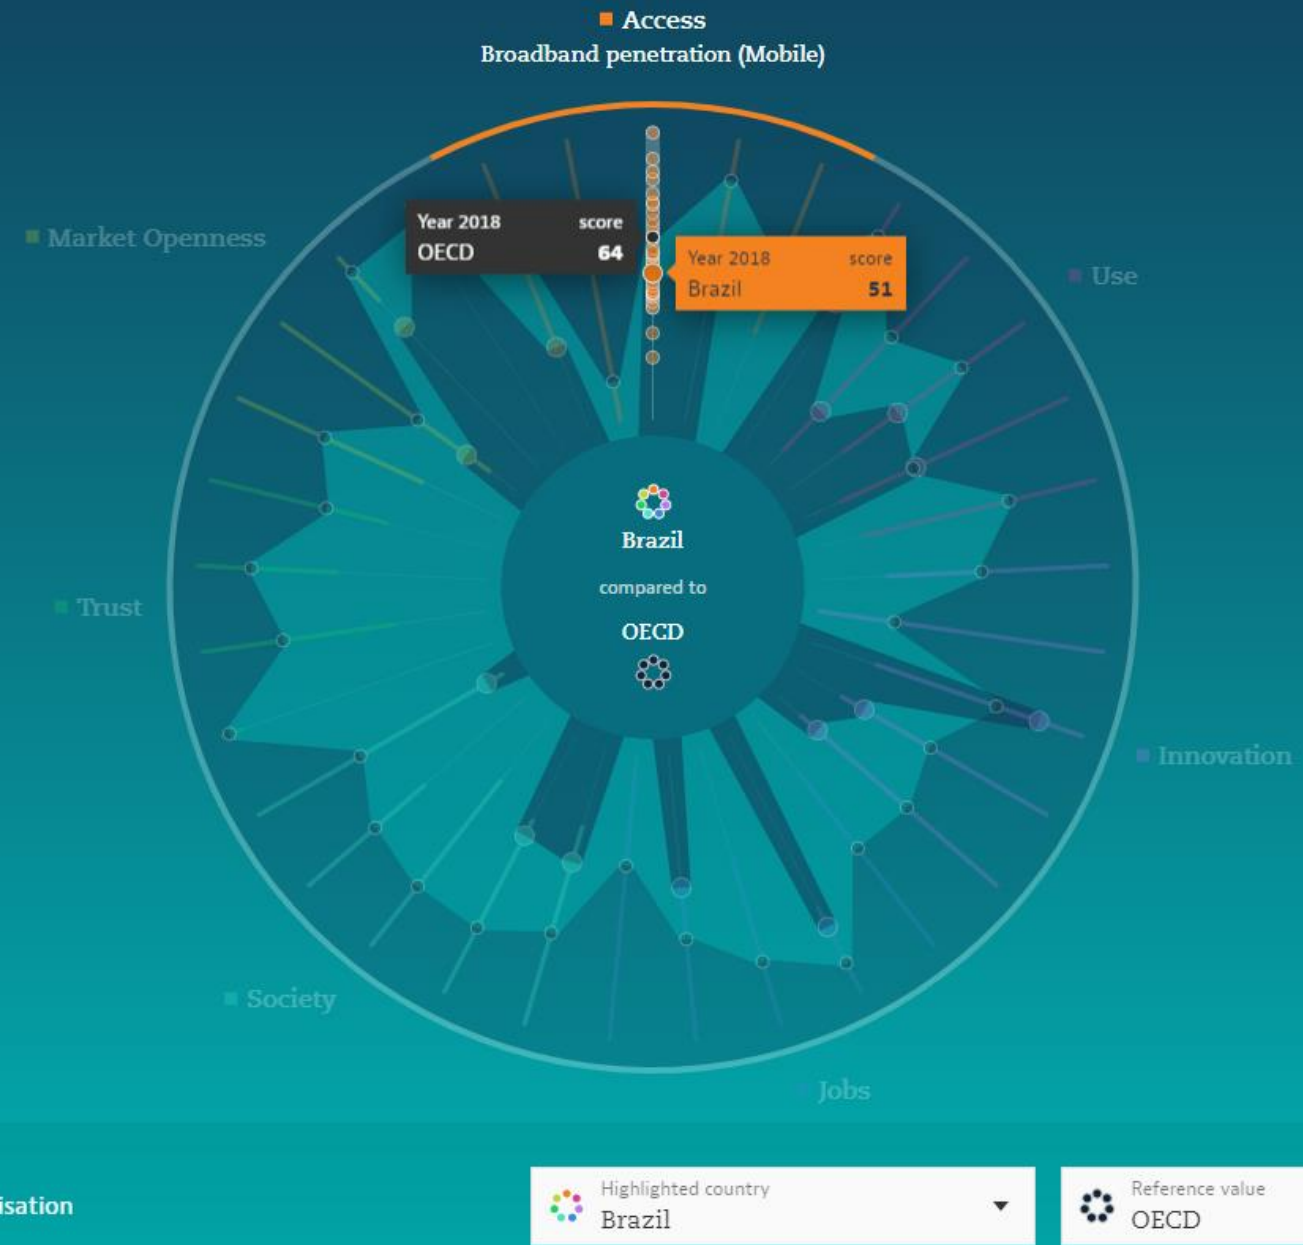 Access
Broadband penetration (Mobile)
Market Openness
Year 2018 score
OECD 64
Year 2018 score
Brazil 51
Use
Brazil
compared to
OECD
Trust
Innovation
Society
Jobs
isation
Highlighted country
Brazil
Reference value
OECD